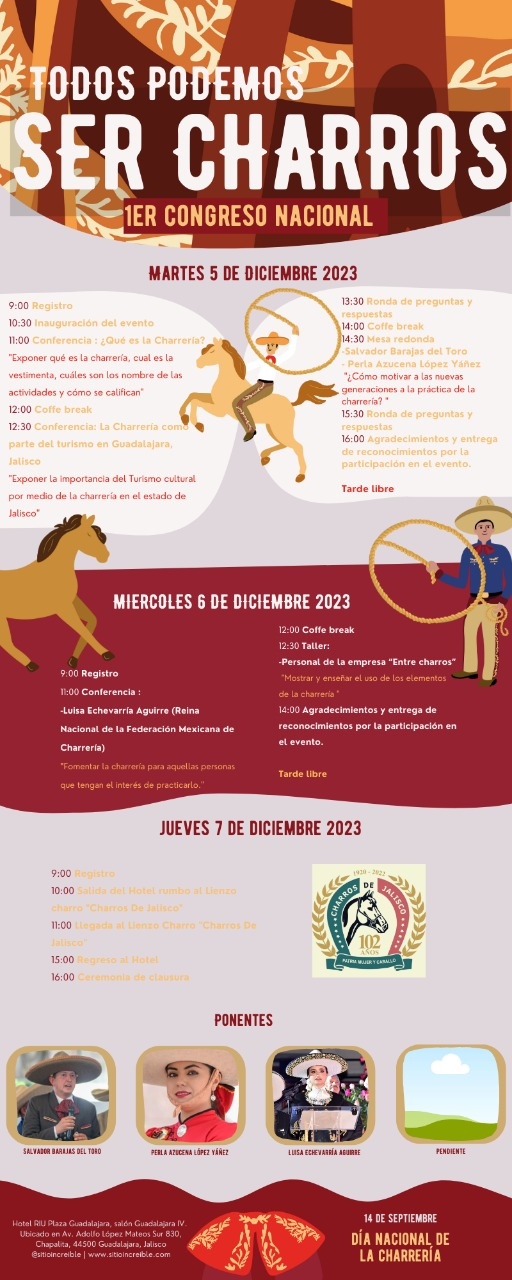 TODOS PODEMOS
SER CHARROS
1ER CONGRESO NACIONAL
MARTES 5 DE DICIEMBRE 2023
9:00 Registro
10:30 Inauguración del evento
11:00 Conferencia : ¿Qué es la Charrería?
"Exponer qué es la charrería, cual es la
vestimenta, cuáles son los nombre de las
actividades y cómo se califican"
12:00 Coffe break
12:30 Conferencia: La Charrería como
parte del turismo en Guadalajara,
Jalisco
"Exponer la importancia del Turismo cultural
por medio de la charrería en el estado de
Jalisco"
13:30 Ronda de preguntas y
respuestas
14:00 Coffe break
14:30 Mesa redonda
-Salvador Barajas del Toro
- Perla Azucena López Yáñez
"¿Cómo motivar a las nuevas
generaciones a la práctica de la
charrería? "
15:30 Ronda de preguntas y
respuestas
16:00 Agradecimientos y entrega
de reconocimientos por la
participación en el evento.
Tarde libre
MIERCOLES 6 DE DICIEMBRE 2023
9:00 Registro
11:00 Conferencia :
-Luisa Echevarría Aguirre (Reina
Nacional de la Federación Mexicana de
Charrería)
"Fomentar la charrería para aquellas personas
que tengan el interés de practicarlo."
12:00 Coffe break
12:30 Taller:
-Personal de la empresa "Entre charros"
"Mostrar y enseñar el uso de los elementos
de la charrería "
14:00 Agradecimientos y entrega de
reconocimientos por la participación en
el evento.
Tarde libre
JUEVES 7 DE DICIEMBRE 2023
9:00 Registro
10:00 Salida del Hotel rumbo al Lienzo
charro "Charros De Jalisco"
11:00 Llegada al Lienzo Charro "Charros De
Jalisco"
15:00 Regreso al Hotel
16:00 Ceremonia de clausura
1920 - 2022
CHARROS DE JALISCO
102
AÑOS
PATRIA MUJER Y CABALLO
PONENTES
SALVADOR BARAJAS DEL TORO
PERLA AZUCENA LÓPEZ YÁÑEZ
LUISA ECHEVARRÍA AGUIRRE
PENDIENTE
Hotel RIU Plaza Guadalajara, salón Guadalajara IV.
Ubicado en Av. Adolfo López Mateos Sur 830,
Chapalita, 44500 Guadalajara, Jalisco
@sitioincreíble | www.sitioincreible.com
14 DE SEPTIEMBRE
DÍA NACIONAL DE
LA CHARRERÍA